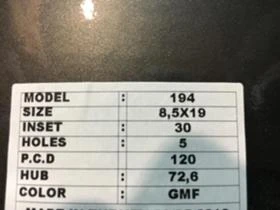 MODEL : 194
SIZE : 8,5X19
INSET : 30
HOLES : 5
P.C.D : 120
HUB : 72,6
COLOR : GMF